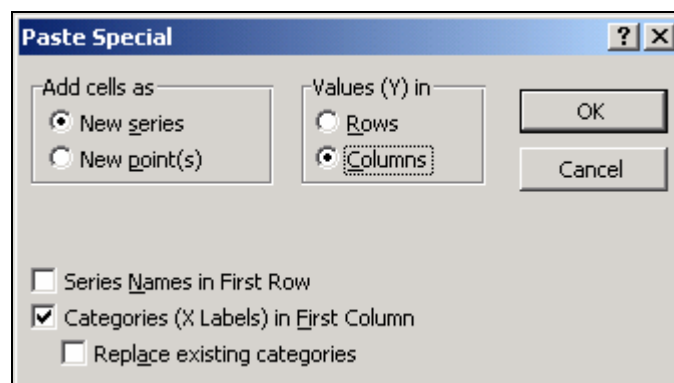 Paste Special
Add cells as
New series
New point(s)
Values (Y) in
Rows
Columns
OK
Cancel
Series Names in First Row
Categories (X Labels) in First Column
Replace existing categories